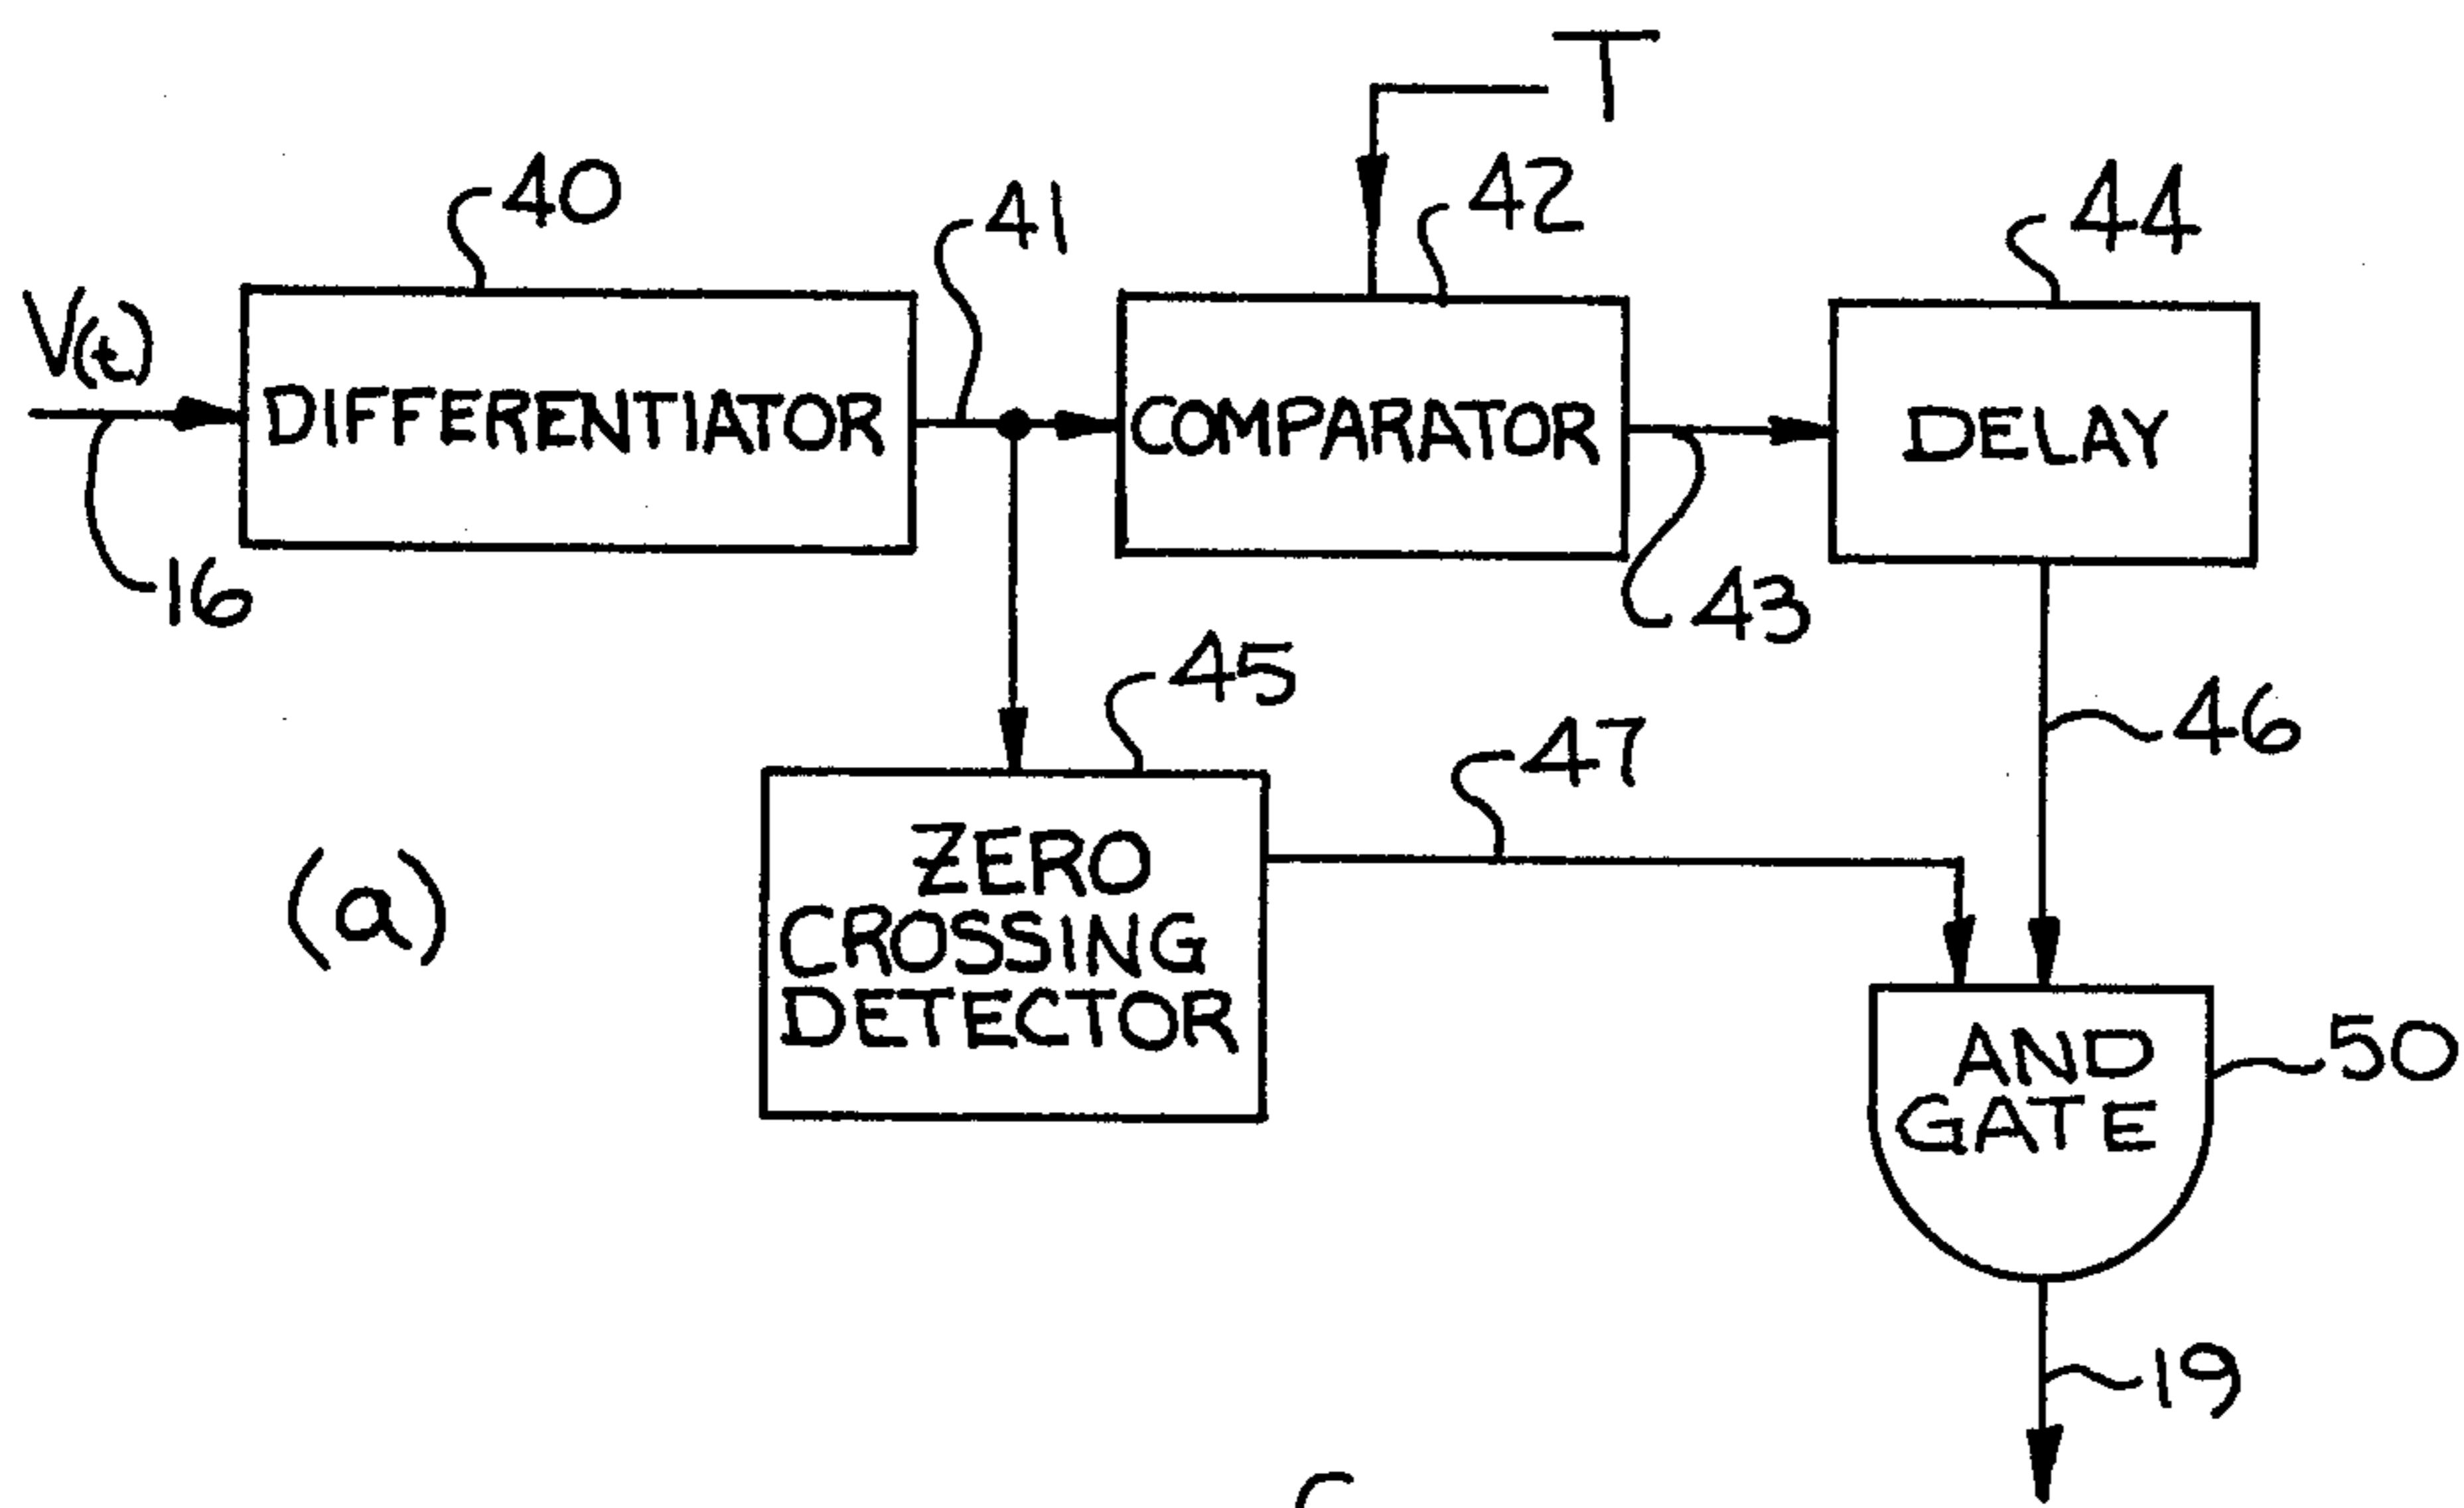 T
40
41
42
44
V(t)
DIFFERENTIATOR
COMPARATOR
DELAY
16
43
45
47
46
ZERO
CROSSING
DETECTOR
(a)
AND
GATE
50
19